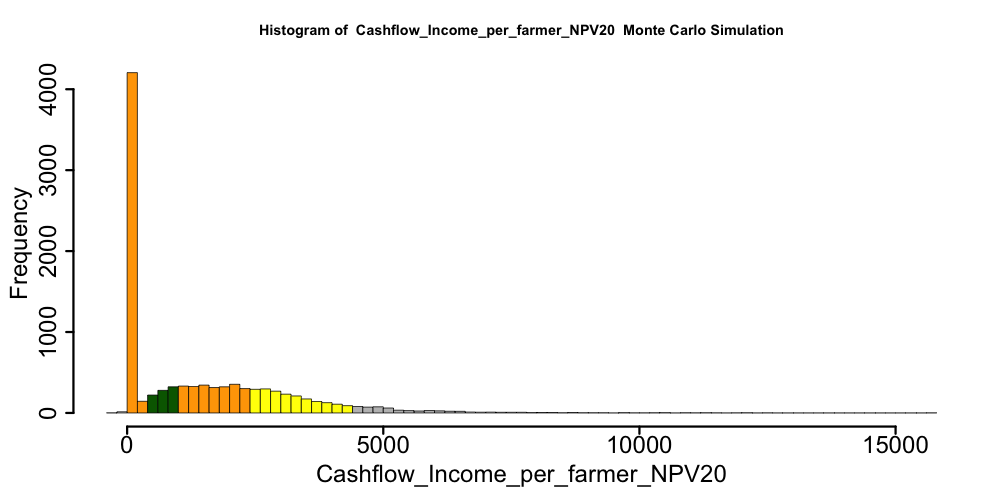 Histogram of  Cashflow_Income_per_farmer_NPV20  Monte Carlo Simulation
Frequency
4000
3000
2000
1000
0
0 5000 10000 15000
Cashflow_Income_per_farmer_NPV20